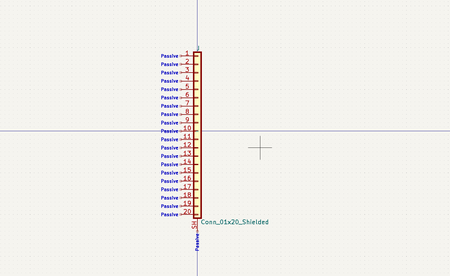 J
Passive 1
Passive 2
Passive 3
Passive 4
Passive 5
Passive 6
Passive 7
Passive 8
Passive 9
Passive 10
Passive 11
Passive 12
Passive 13
Passive 14
Passive 15
Passive 16
Passive 17
Passive 18
Passive 19
Passive 20
SH
Conn_01x20_Shielded
Passive